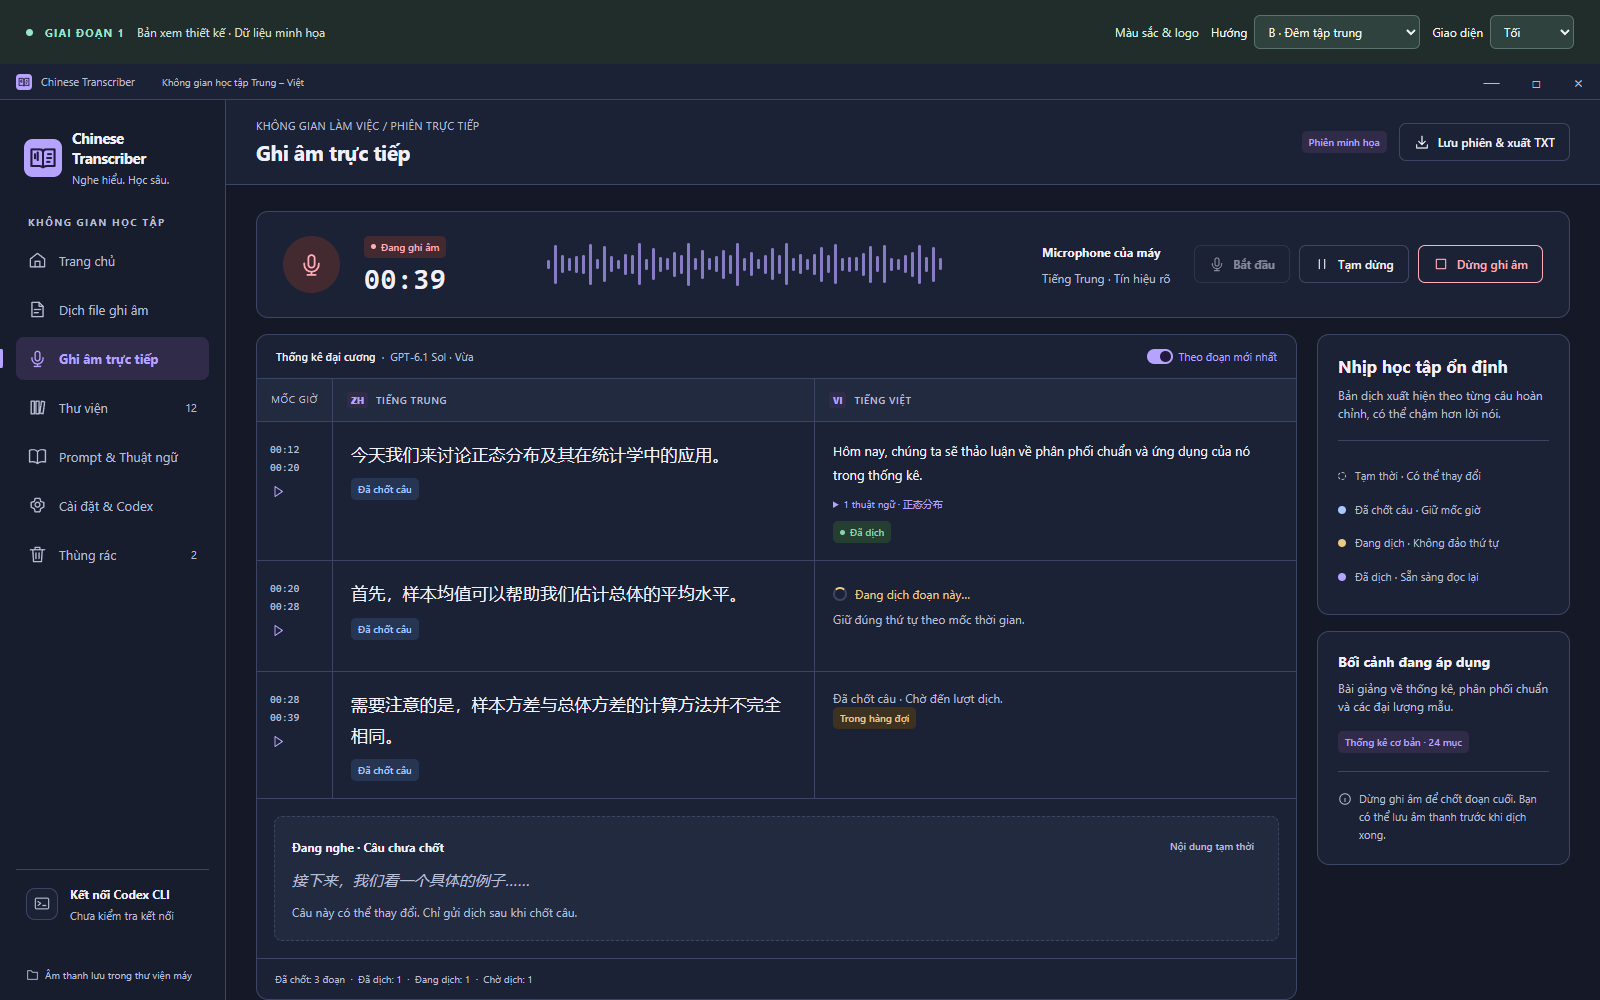 GIAI ĐOẠN 1 Bản xem thiết kế · Dữ liệu minh họa
Màu sắc & logo Hướng B · Đêm tập trung Giao diện Tối
Chinese Transcriber Không gian học tập Trung – Việt
Chinese
Transcriber
Nghe hiểu. Học sâu.
KHÔNG GIAN HỌC TẬP
Trang chủ
Dịch file ghi âm
Ghi âm trực tiếp
Thư viện 12
Prompt & Thuật ngữ
Cài đặt & Codex
Thùng rác 2
Kết nối Codex CLI
Chưa kiểm tra kết nối
Âm thanh lưu trong thư viện máy
KHÔNG GIAN LÀM VIỆC / PHIÊN TRỰC TIẾP
Ghi âm trực tiếp
Phiên minh họa
Lưu phiên & xuất TXT
Đang ghi âm
00:39
Microphone của máy
Tiếng Trung · Tín hiệu rõ
Bắt đầu
Tạm dừng
Dừng ghi âm
Thống kê đại cương · GPT-6.1 Sol · Vừa
Theo đoạn mới nhất
MỐC GIỜ ZH TIẾNG TRUNG VI TIẾNG VIỆT
00:12
00:20
今天我们来讨论正态分布及其在统计学中的应用。
Đã chốt câu
Hôm nay, chúng ta sẽ thảo luận về phân phối chuẩn và ứng dụng của nó
trong thống kê.
1 thuật ngữ · 正态分布
Đã dịch
00:20
00:28
首先，样本均值可以帮助我们估计总体的平均水平。
Đã chốt câu
Đang dịch đoạn này...
Giữ đúng thứ tự theo mốc thời gian.
00:28
00:39
需要注意的是，样本方差与总体方差的计算方法并不完全
相同。
Đã chốt câu
Đã chốt câu · Chờ đến lượt dịch.
Trong hàng đợi
Đang nghe · Câu chưa chốt
Nội dung tạm thời
接下来，我们看一个具体的例子……
Câu này có thể thay đổi. Chỉ gửi dịch sau khi chốt câu.
Đã chốt: 3 đoạn · Đã dịch: 1 · Đang dịch: 1 · Chờ dịch: 1
Nhịp học tập ổn định
Bản dịch xuất hiện theo từng câu hoàn
chỉnh, có thể chậm hơn lời nói.
Tạm thời · Có thể thay đổi
Đã chốt câu · Giữ mốc giờ
Đang dịch · Không đảo thứ tự
Đã dịch · Sẵn sàng đọc lại
Bối cảnh đang áp dụng
Bài giảng về thống kê, phân phối chuẩn
và các đại lượng mẫu.
Thống kê cơ bản · 24 mục
Dừng ghi âm để chốt đoạn cuối. Bạn
có thể lưu âm thanh trước khi dịch
xong.